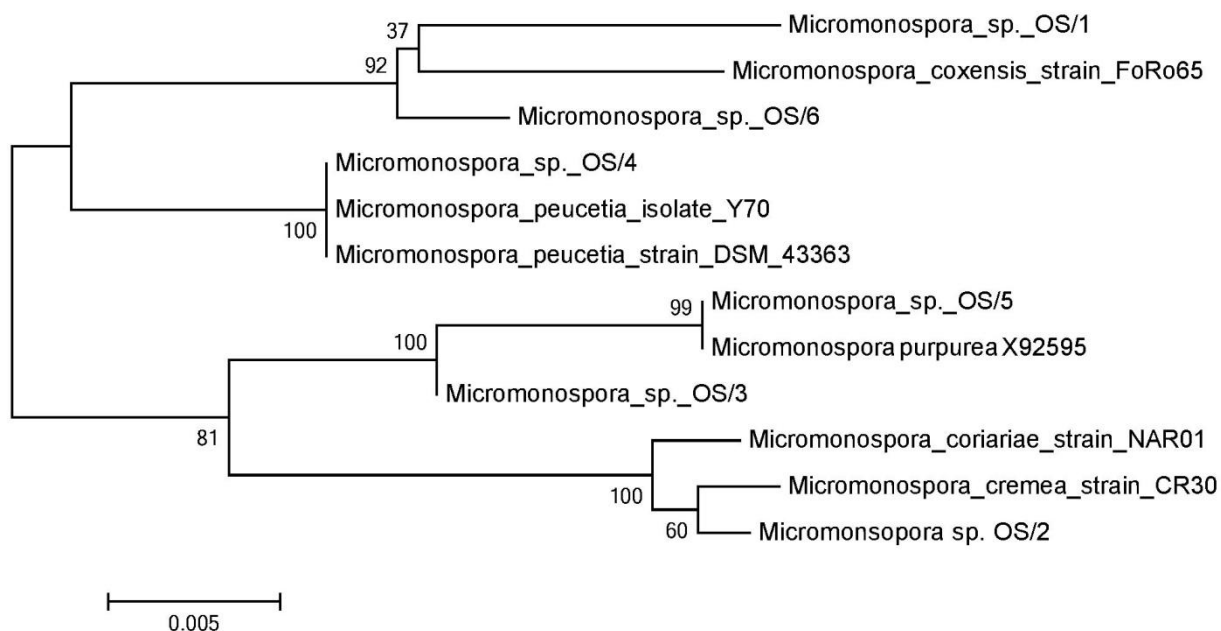 37
Micromonospora_sp._OS/1
92
Micromonospora_coxensis_strain_FoRo65
Micromonospora_sp._OS/6
Micromonospora_sp._OS/4
Micromonospora_peucetia_isolate_Y70
100
Micromonospora_peucetia_strain_DSM_43363
99
Micromonospora_sp._OS/5
Micromonospora purpurea X92595
100
Micromonospora_sp._OS/3
81
Micromonospora_coriariae_strain_NAR01
100
Micromonospora_cremea_strain_CR30
60
Micromonsopora sp. OS/2
0.005